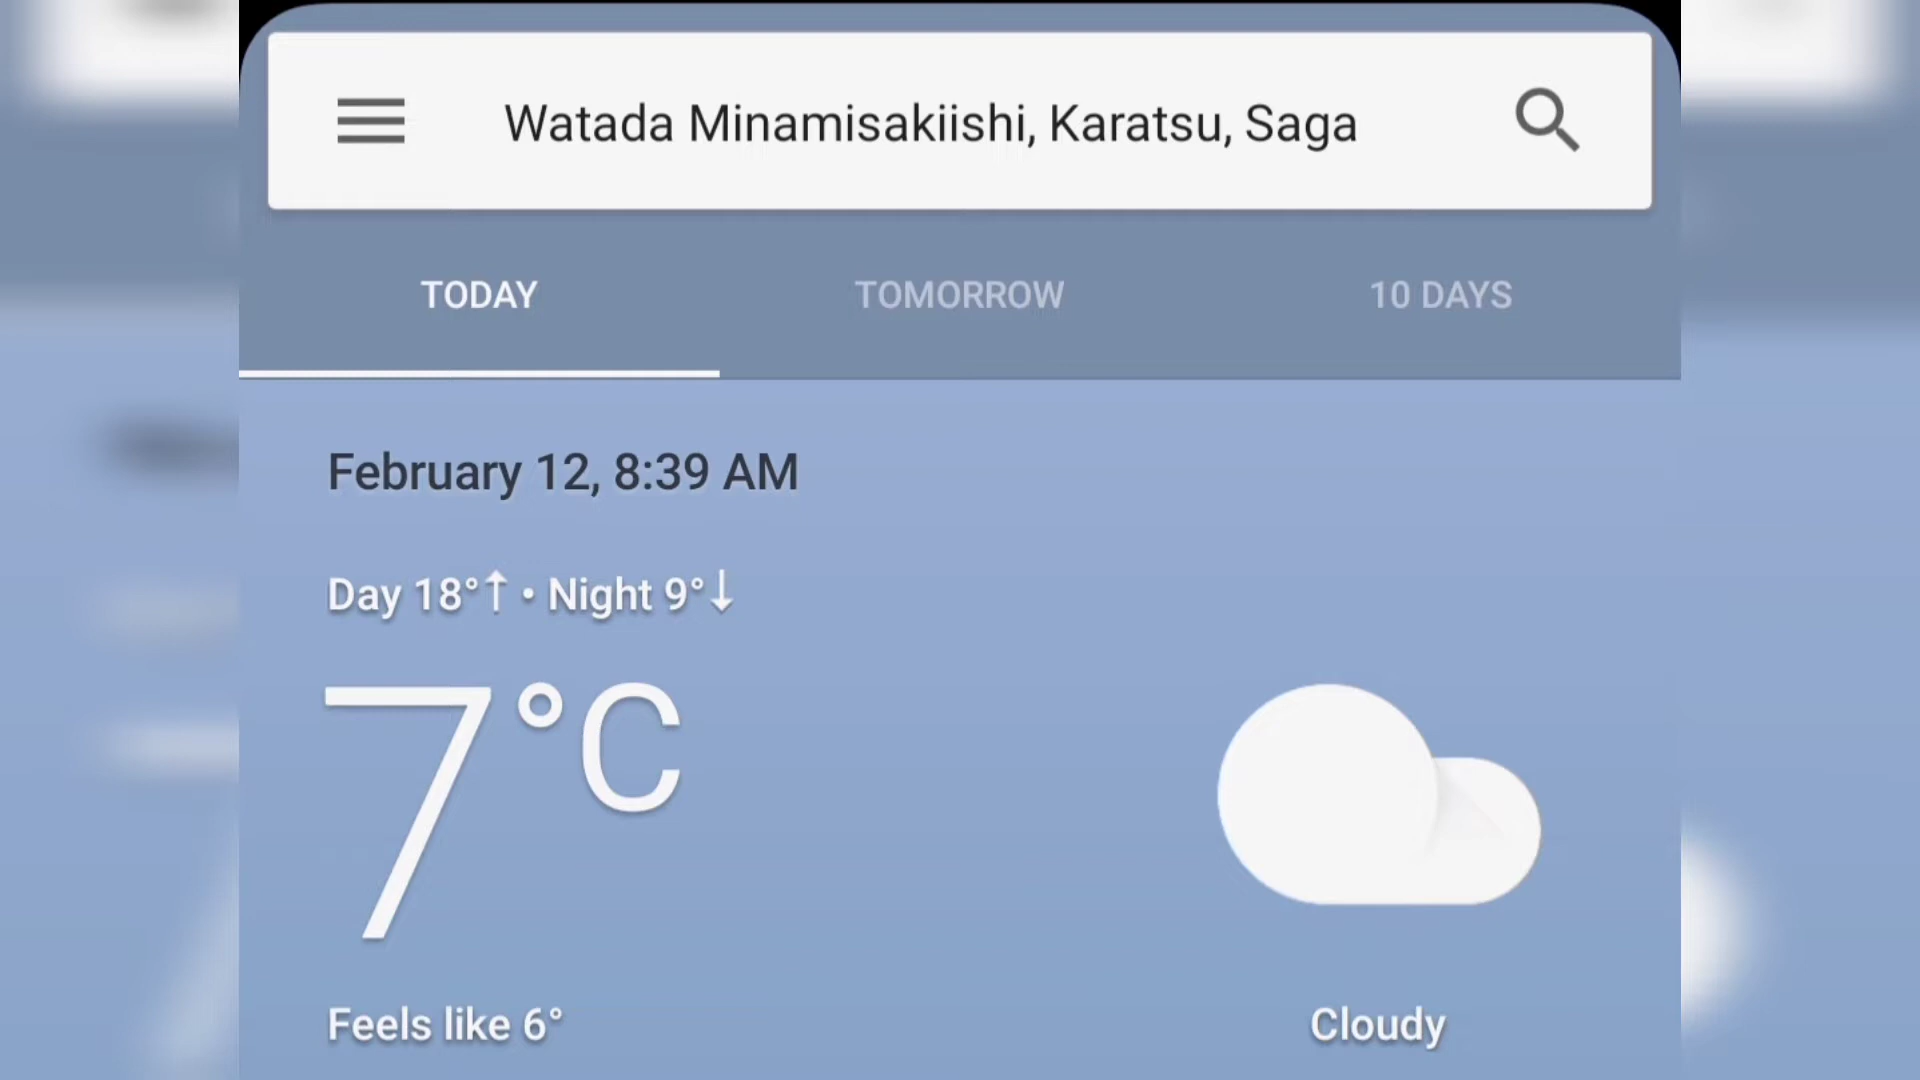 Watada Minamisakiishi, Karatsu, Saga
TODAY TOMORROW 10 DAYS
February 12, 8:39 AM
Day 18°↑ • Night 9°↓
7°C
Feels like 6° Cloudy